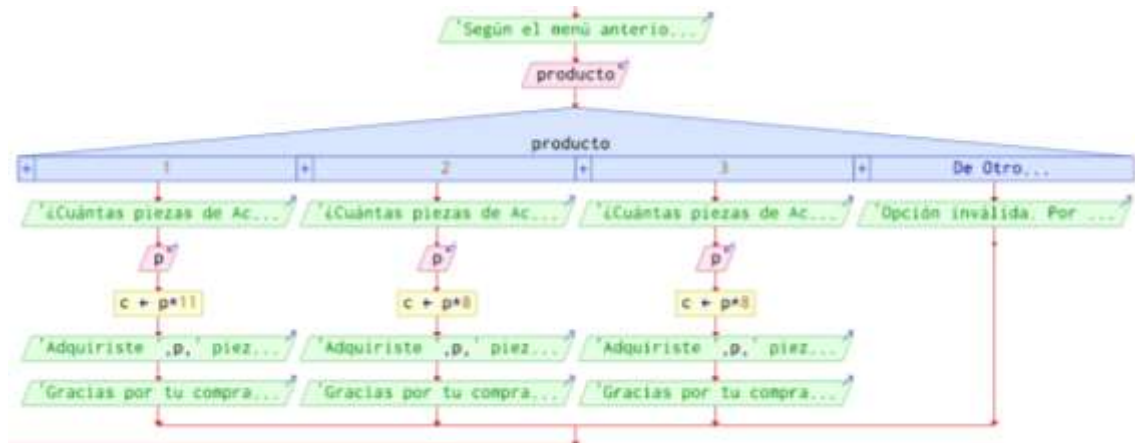 'Según el menú anterio...
producto
producto
+ 1 + 2 + 3 + De Otro...
'¿Cuántas piezas de Ac... '¿Cuántas piezas de Ac... '¿Cuántas piezas de Ac... 'Opción inválida. Por ...
p p p
c ← p*11 c ← p*8 c ← p*8
'Adquiriste ',p,' piez... 'Adquiriste ',p,' piez... 'Adquiriste ',p,' piez...
'Gracias por tu compra... 'Gracias por tu compra... 'Gracias por tu compra...